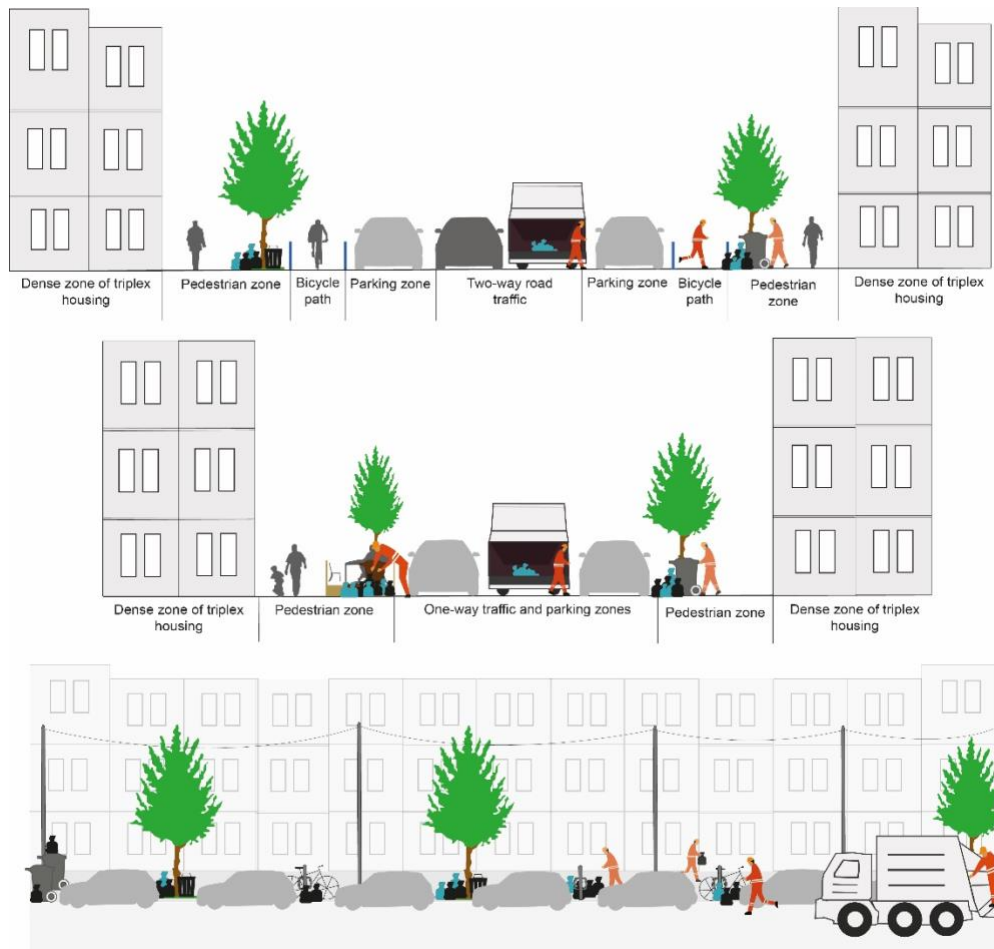 Dense zone of triplex
housing
Pedestrian zone
Bicycle
path
Parking zone
Two-way road
traffic
Parking zone
Bicycle
path
Pedestrian
zone
Dense zone of triplex
housing
Dense zone of triplex
housing
Pedestrian zone
One-way traffic and parking zones
Pedestrian zone
Dense zone of triplex
housing